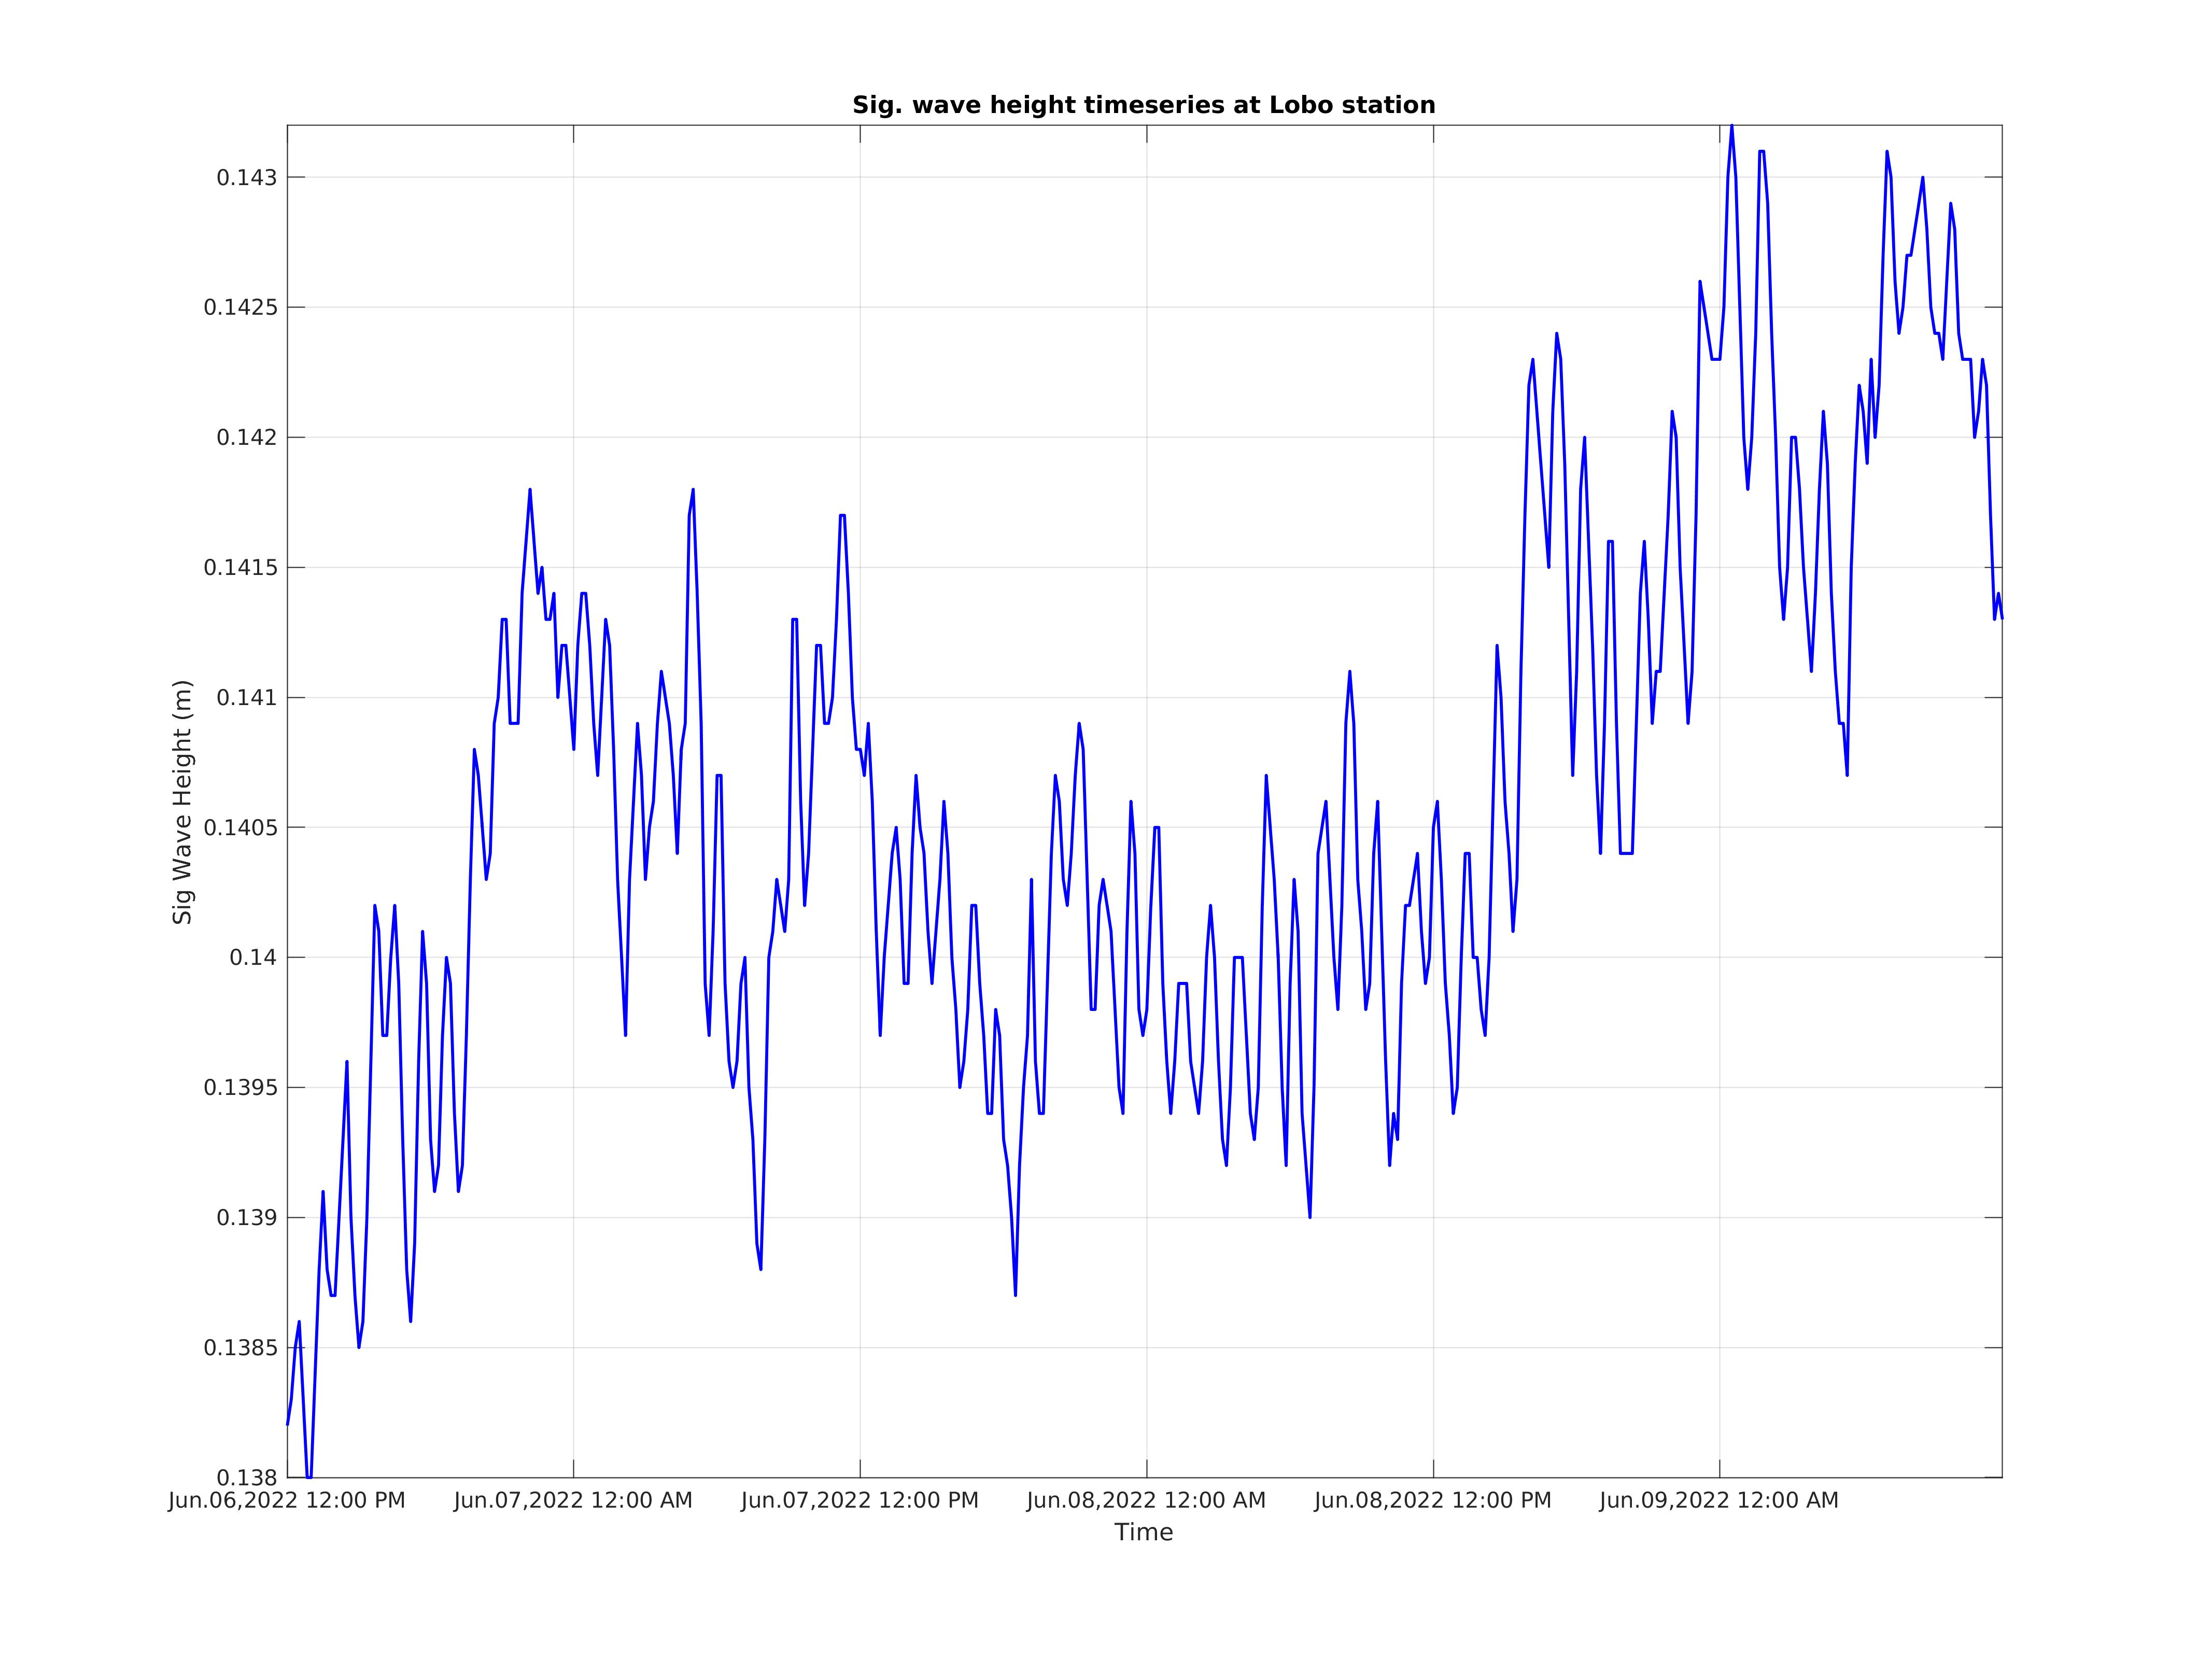 Sig. wave height timeseries at Lobo station
0.143
0.1425
0.142
0.1415
0.141
0.1405
0.14
0.1395
0.139
0.1385
0.138
Sig Wave Height (m)
Jun.06,2022 12:00 PM Jun.07,2022 12:00 AM Jun.07,2022 12:00 PM Jun.08,2022 12:00 AM Jun.08,2022 12:00 PM Jun.09,2022 12:00 AM
Time